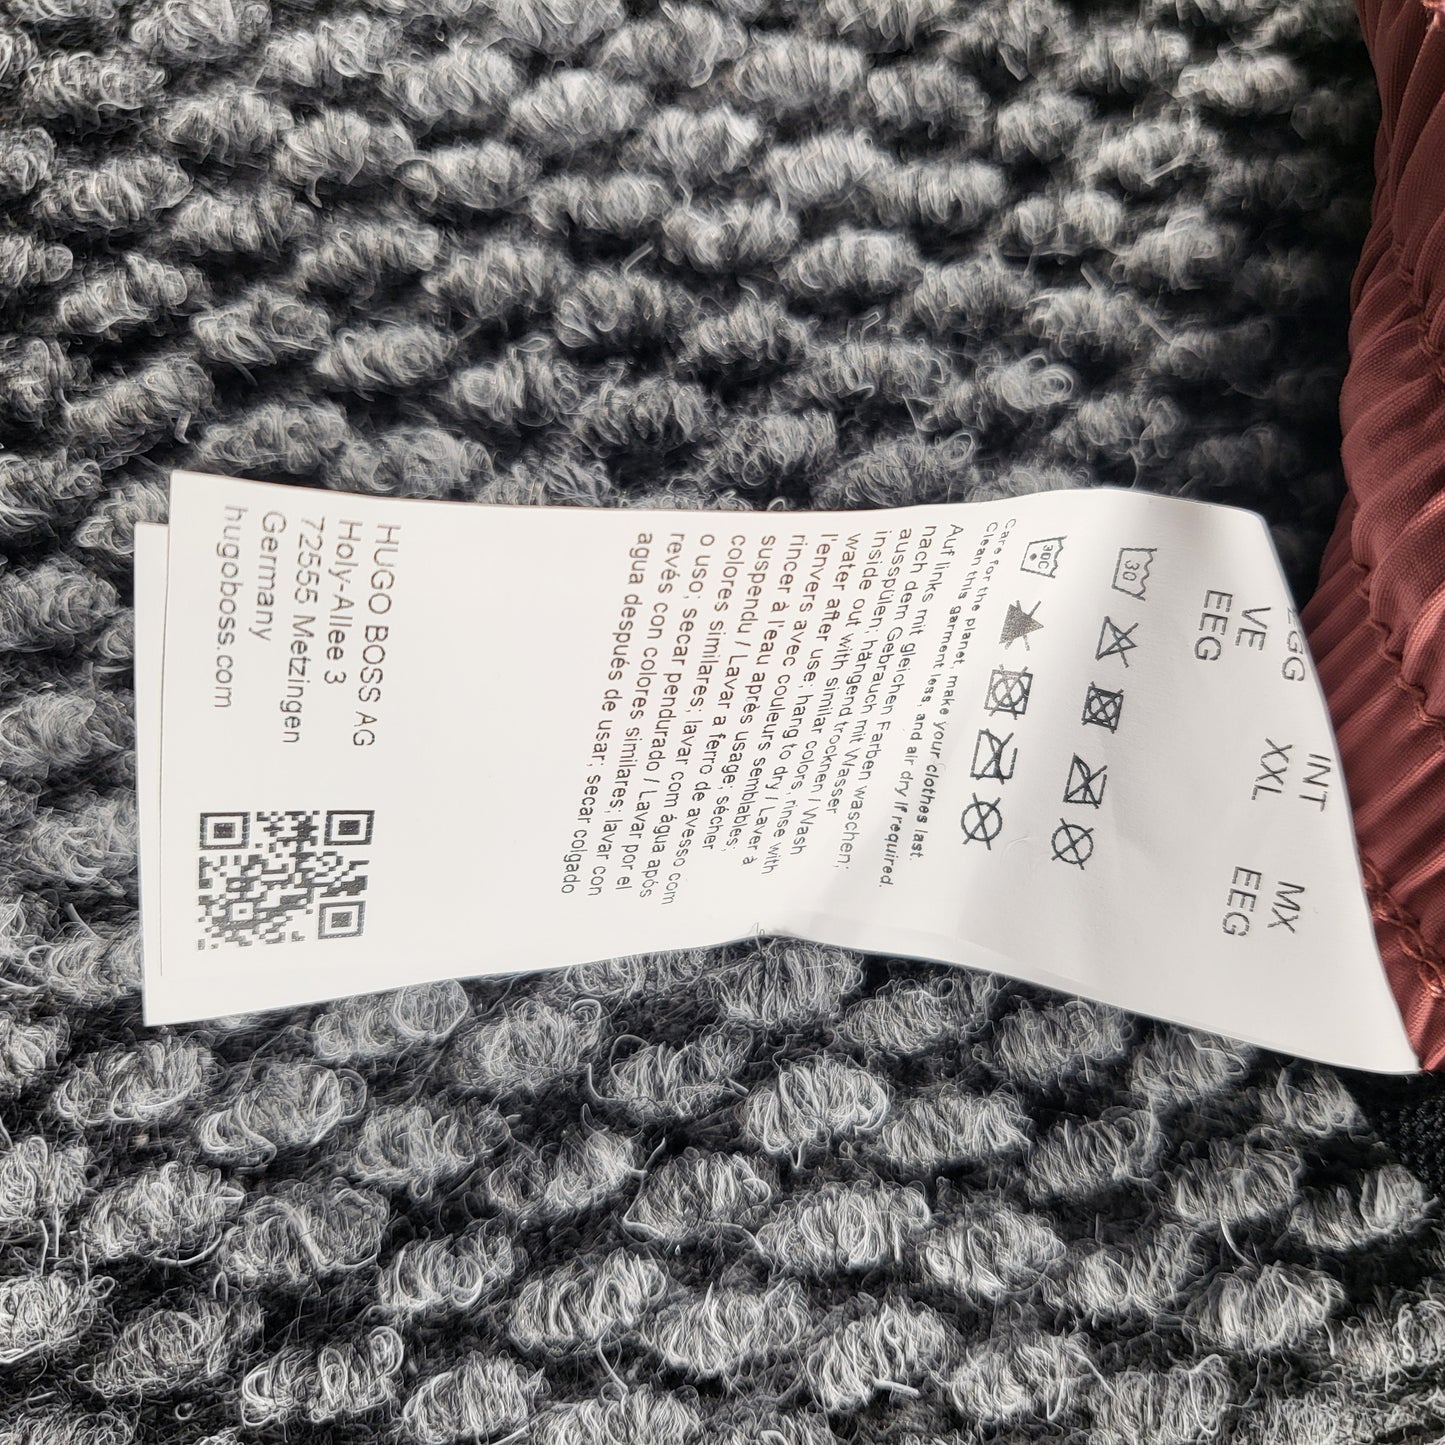 VE INT MX
EEG XXL EEG
30
30C
Care for the planet, make your clothes last.
Clean this garment less, and air dry if required.
Auf links mit gleichen Farben waschen;
nach dem Gebrauch mit Wasser
ausspülen; hängend trocknen / Wash
inside out with similar colors, rinse with
water after use; hang to dry / Laver à
l'envers avec couleurs semblables;
rincer à l'eau après usage; sécher
suspendu / Lavar a ferro de avesso com
colores similares; lavar com água após
o uso; secar pendurado / Lavar por el
revés con colores similares; lavar con
agua después de usar; secar colgado
HUGO BOSS AG
Holy-Allee 3
72555 Metzingen
Germany
hugoboss.com